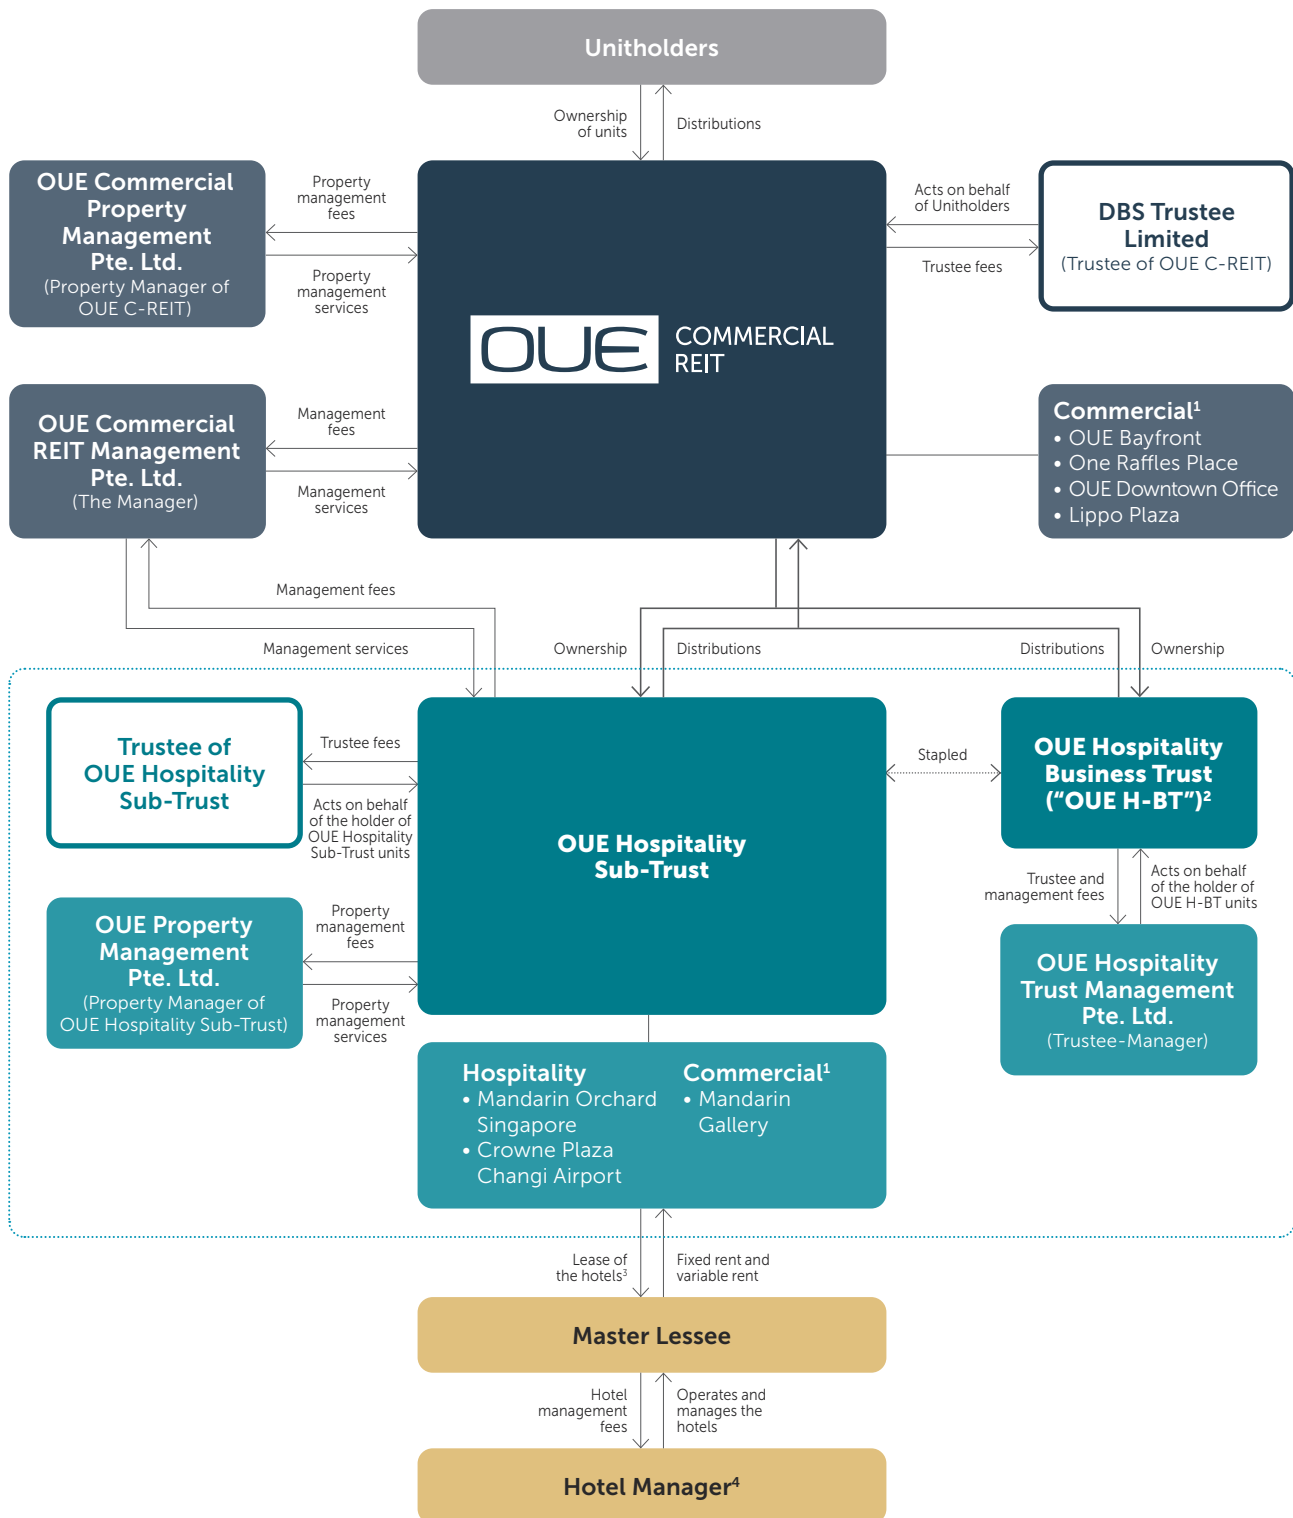 Unitholders
Ownership
of units
Distributions
OUE Commercial
Property
Management
Pte. Ltd.
(Property Manager of
OUE C-REIT)
Property
management
fees
Property
management
services
OUE
COMMERCIAL
REIT
Acts on behalf
of Unitholders
Trustee fees
DBS Trustee
Limited
(Trustee of OUE C-REIT)
OUE Commercial
REIT Management
Pte. Ltd.
(The Manager)
Management
fees
Management
services
Commercial¹
• OUE Bayfront
• One Raffles Place
• OUE Downtown Office
• Lippo Plaza
Management fees
Management services
Ownership
Distributions
Distributions
Ownership
Trustee of
OUE Hospitality
Sub-Trust
Trustee fees
Acts on behalf
of the holder of
OUE Hospitality
Sub-Trust units
OUE Hospitality
Sub-Trust
Stapled
OUE Hospitality
Business Trust
(“OUE H-BT”)²
Trustee and
management fees
Acts on behalf
of the holder of
OUE H-BT units
OUE Property
Management
Pte. Ltd.
(Property Manager of
OUE Hospitality Sub-Trust)
Property
management
fees
Property
management
services
OUE Hospitality
Trust Management
Pte. Ltd.
(Trustee-Manager)
Hospitality
• Mandarin Orchard
Singapore
• Crowne Plaza
Changi Airport
Commercial¹
• Mandarin
Gallery
Lease of
the hotels³
Fixed rent and
variable rent
Master Lessee
Hotel
management
fees
Operates and
manages the
hotels
Hotel Manager⁴